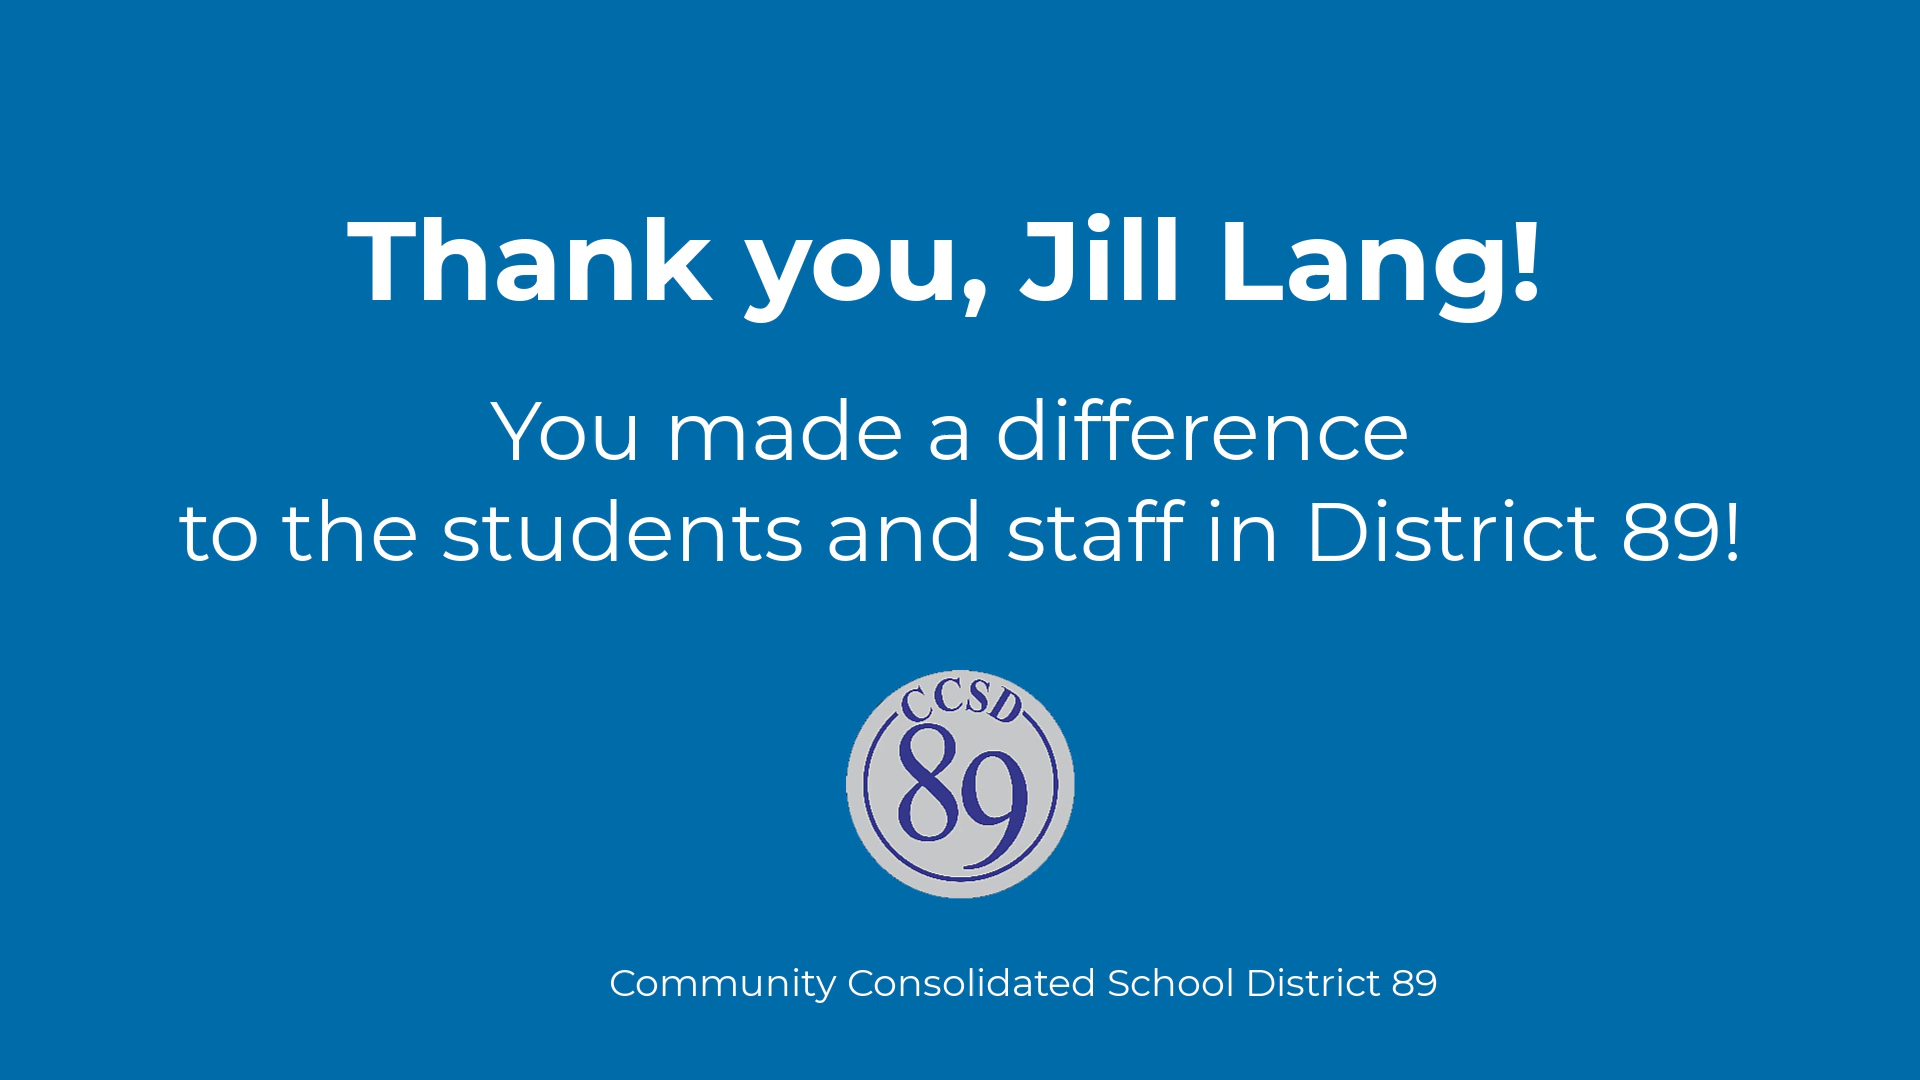 Thank you, Jill Lang!
You made a difference
to the students and staff in District 89!
CCSD
89
Community Consolidated School District 89